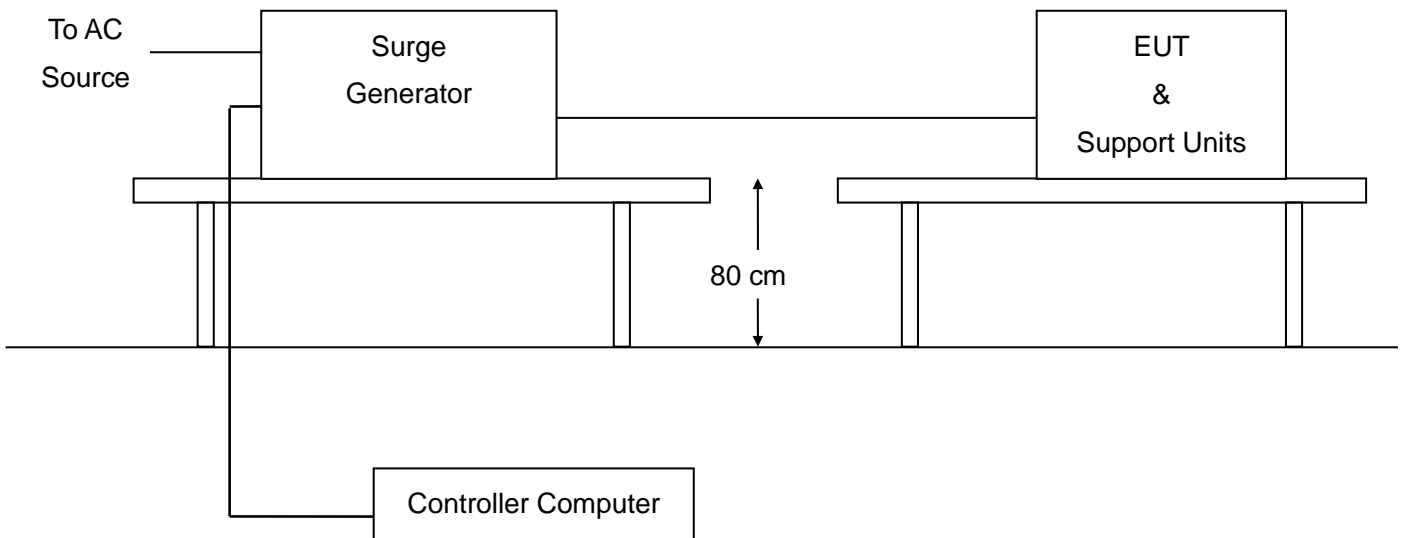 To AC
Source
Surge
Generator
EUT
&
Support Units
80 cm
Controller Computer